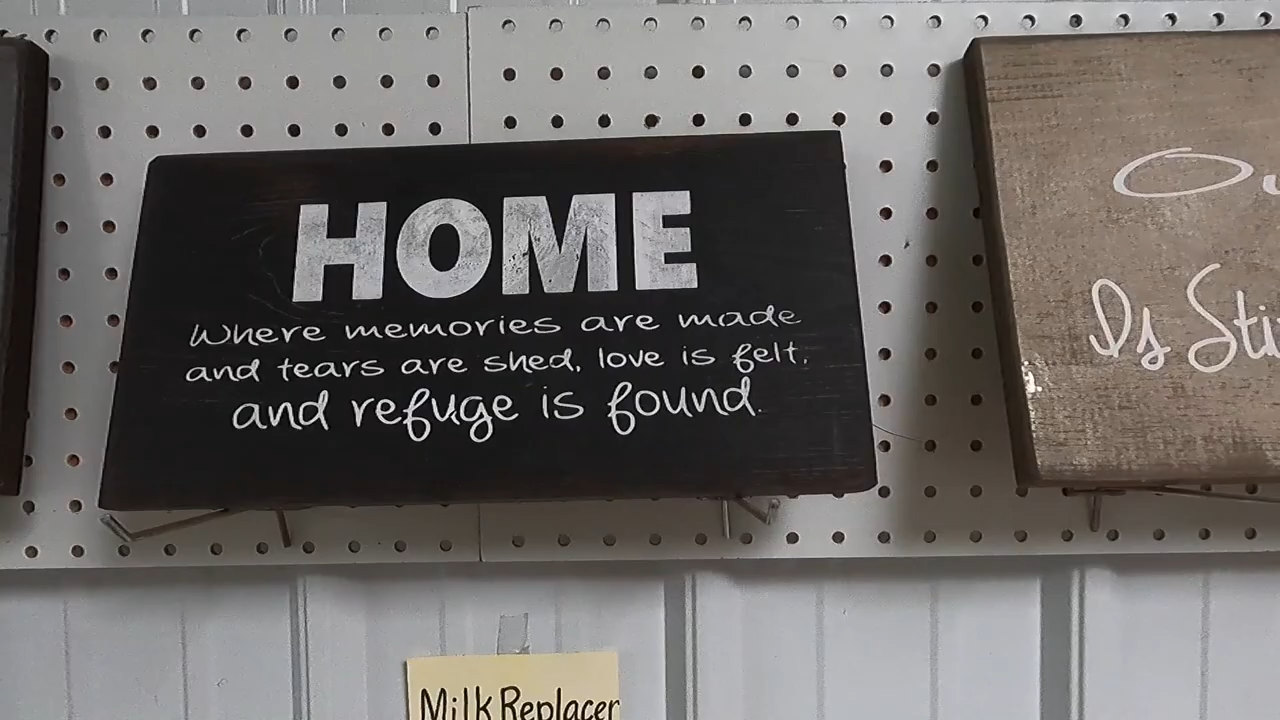 HOME
Where memories are made
and tears are shed, love is felt,
and refuge is found.
Is
Milk Replacer